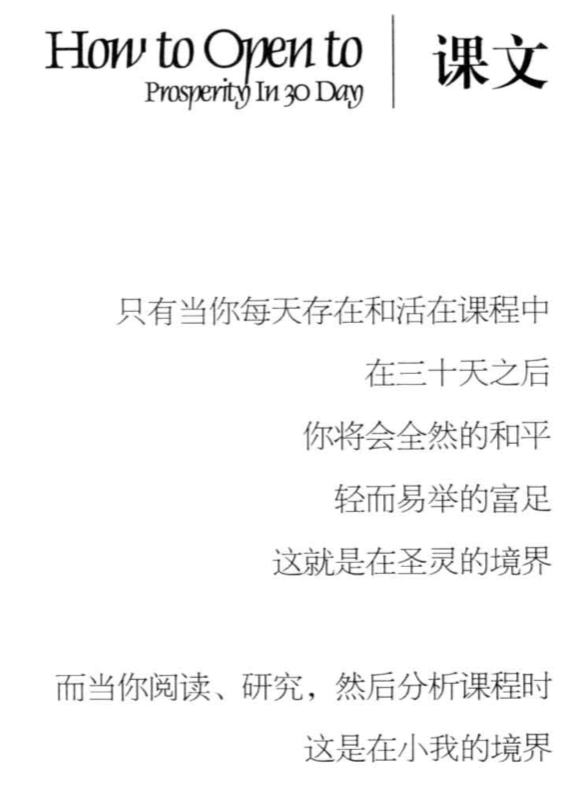 How to Open to
Prosperity In 30 Day
课文
只有当你每天存在和活在课程中
在三十天之后
你将会全然的和平
轻而易举的富足
这就是在圣灵的境界
而当你阅读、研究，然后分析课程时
这是在小我的境界